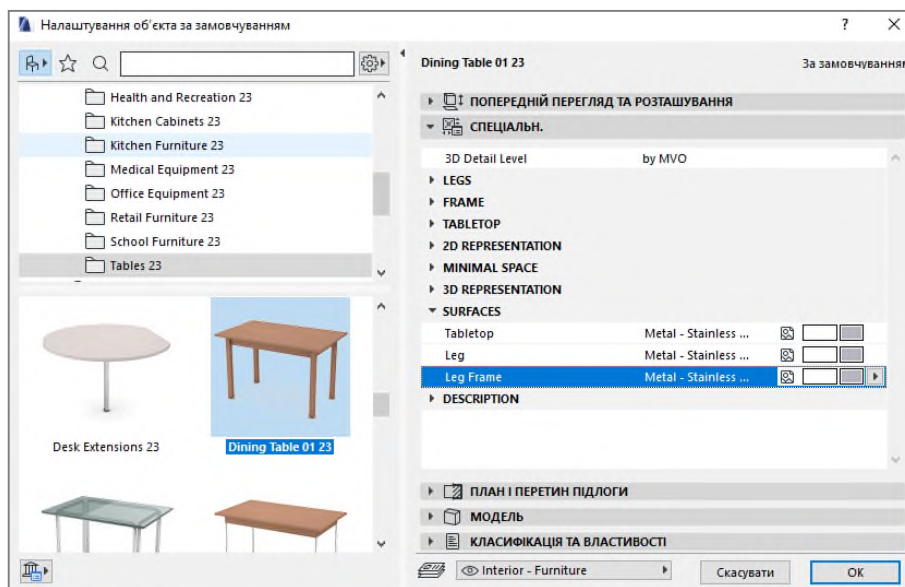 Налаштування об'єкта за замовчуванням
? ×
Health and Recreation 23
Kitchen Cabinets 23
Kitchen Furniture 23
Medical Equipment 23
Office Equipment 23
Retail Furniture 23
School Furniture 23
Tables 23
Desk Extensions 23
Dining Table 01 23
Dining Table 01 23
За замовчування
ПОПЕРЕДНІЙ ПЕРЕГЛЯД ТА РОЗТАШУВАННЯ
СПЕЦІАЛЬН.
3D Detail Level by MVO
LEGS
FRAME
TABLETOP
2D REPRESENTATION
MINIMAL SPACE
3D REPRESENTATION
SURFACES
Tabletop Metal - Stainless ...
Leg Metal - Stainless ...
Leg Frame Metal - Stainless ...
DESCRIPTION
ПЛАН І ПЕРЕТИН ПІДЛОГИ
МОДЕЛЬ
КЛАСИФІКАЦІЯ ТА ВЛАСТИВОСТІ
Interior - Furniture
Скасувати
OK